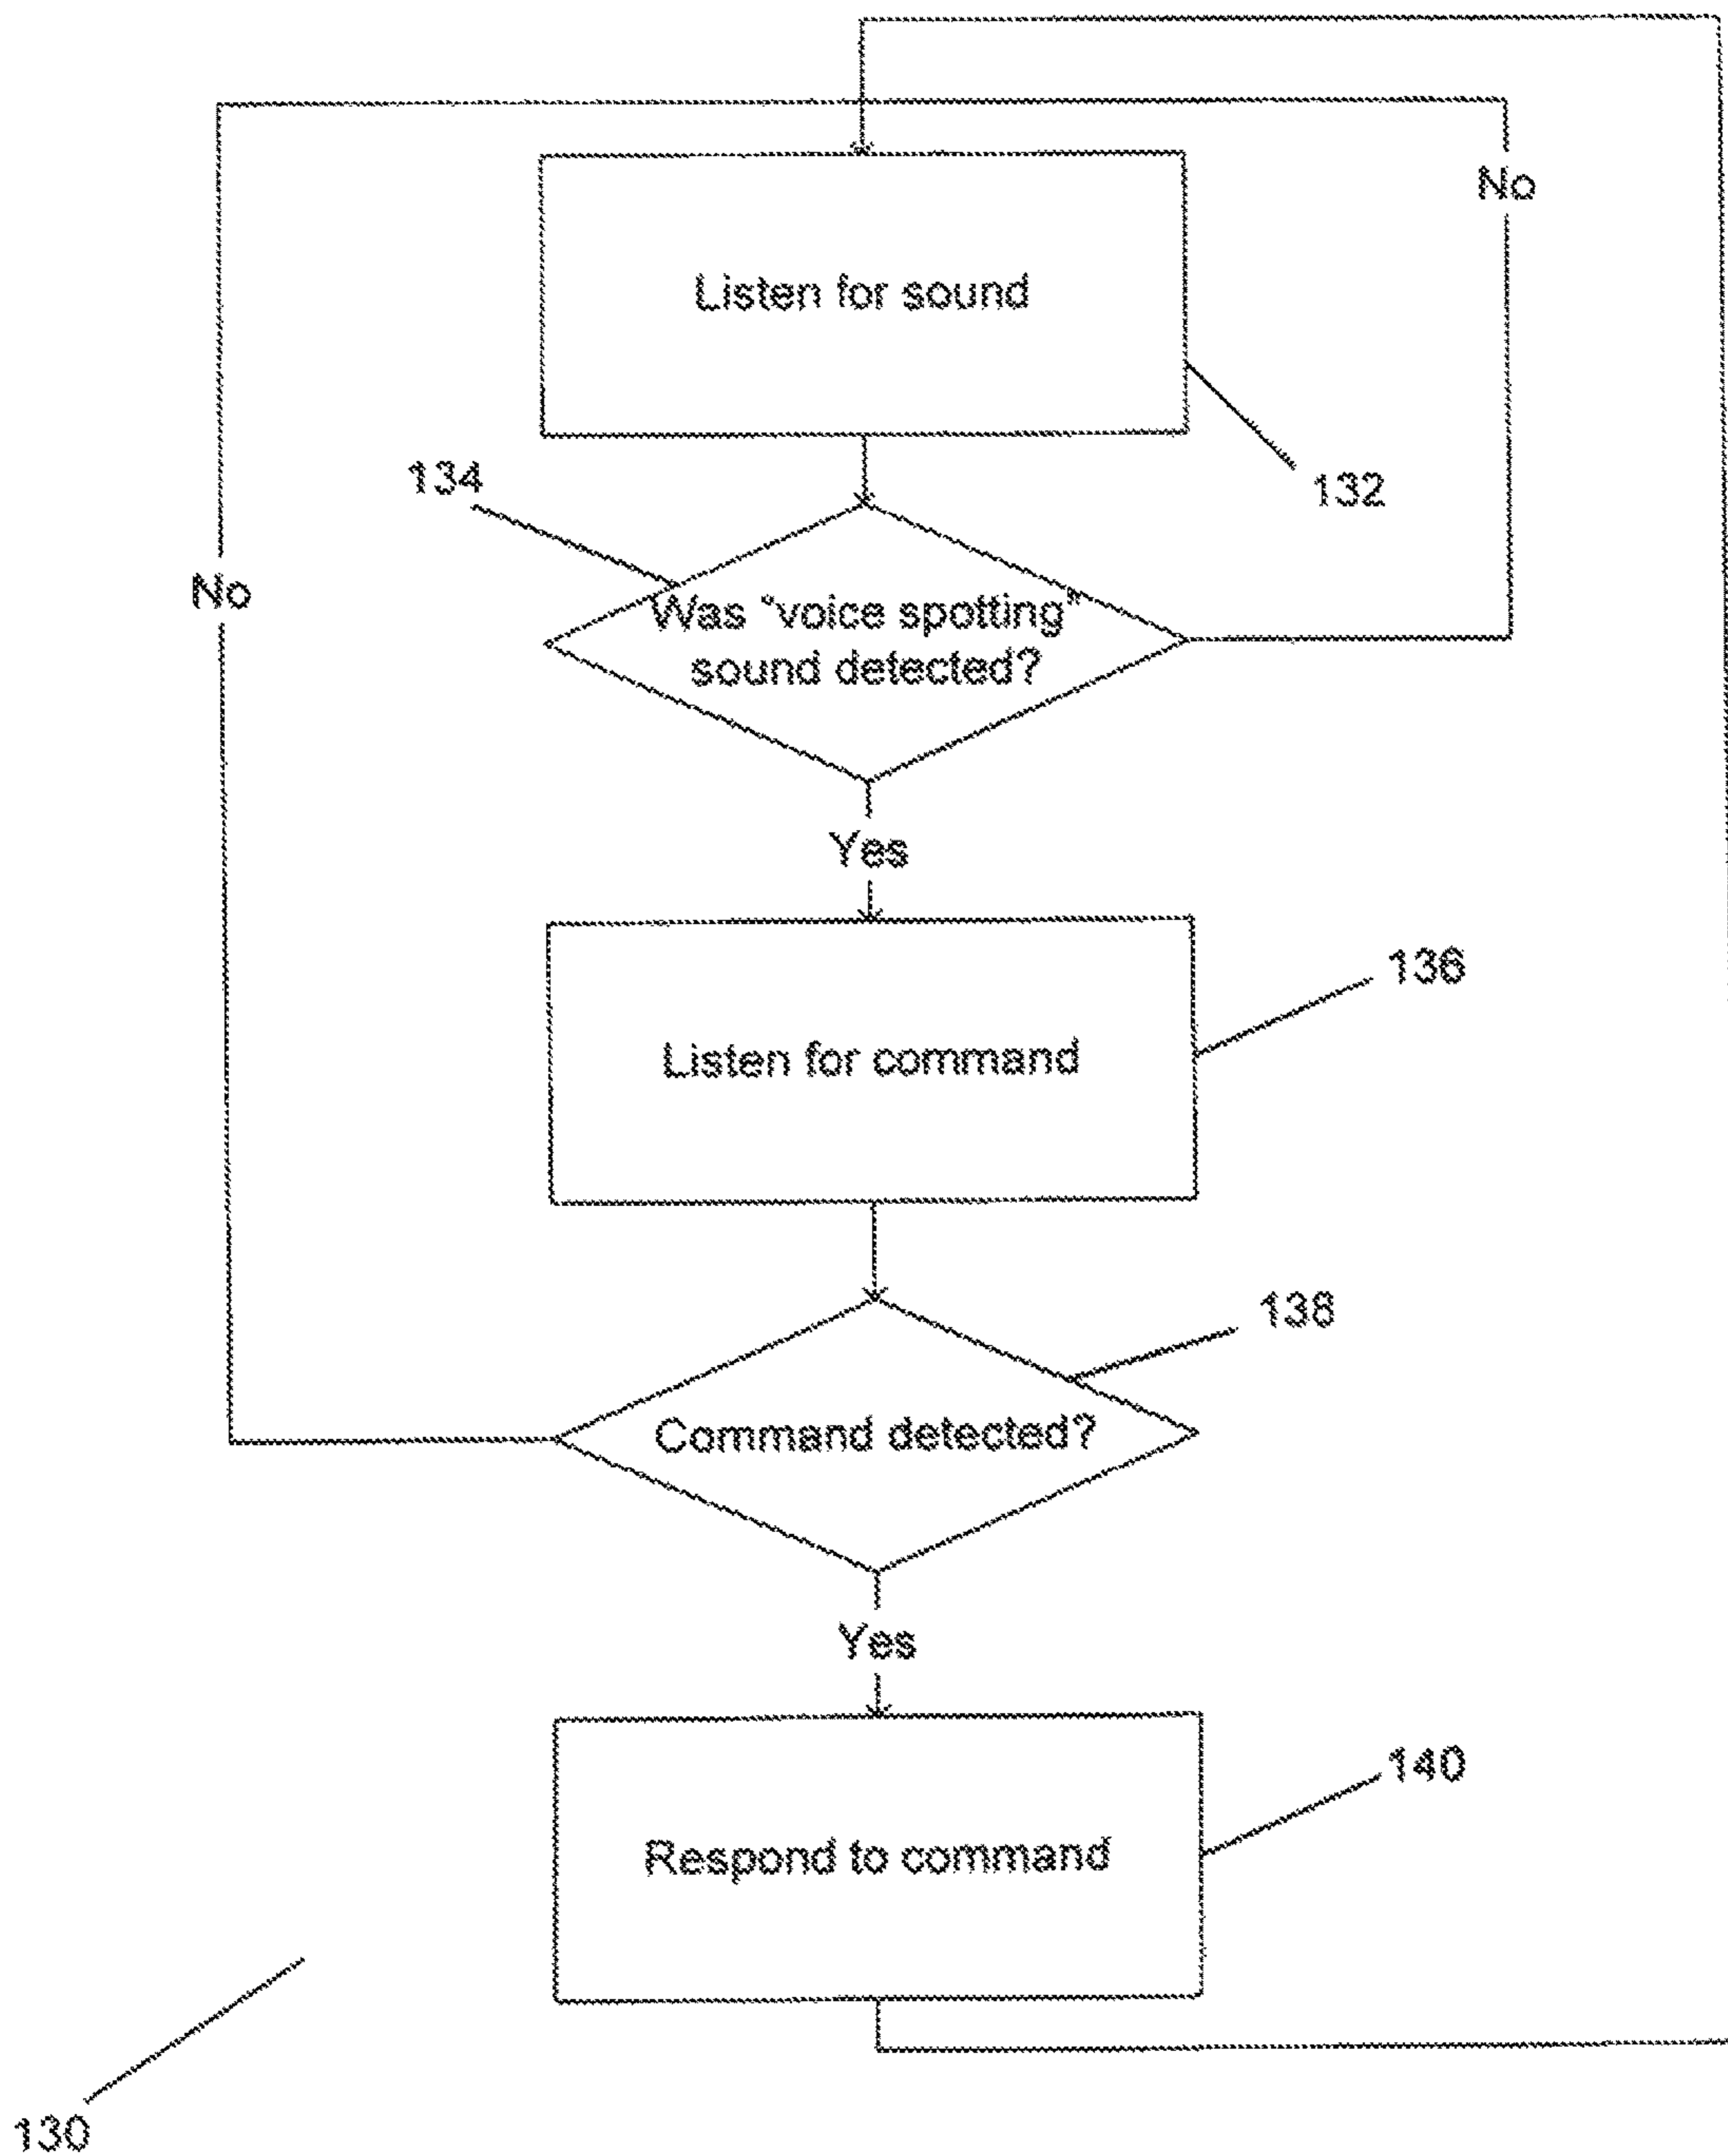 No
Listen for sound
132
134
No
Was "voice spotting"
sound detected?
Yes
136
Listen for command
138
Command detected?
Yes
140
Respond to command
130